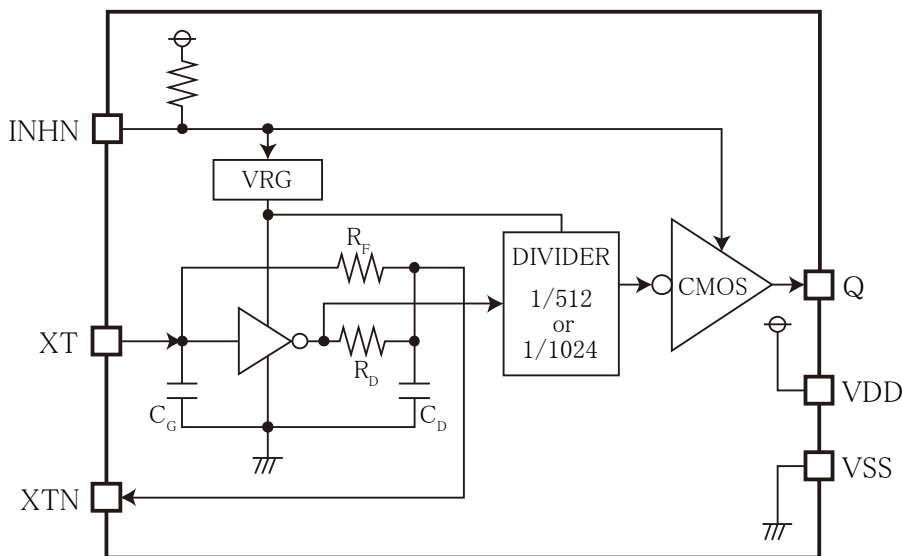 INHN
VRG
R_F
DIVIDER
1/512
or
1/1024
CMOS
Q
XT
R_D
C_G
C_D
VDD
VSS
XTN